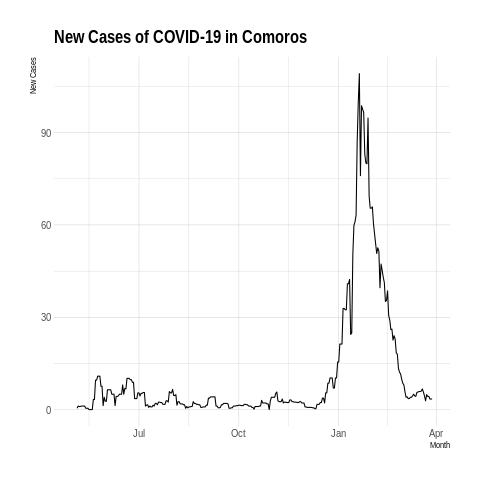 New Cases of COVID-19 in Comoros
New Cases
90
60
30
0
Jul
Oct
Jan
Apr
Month